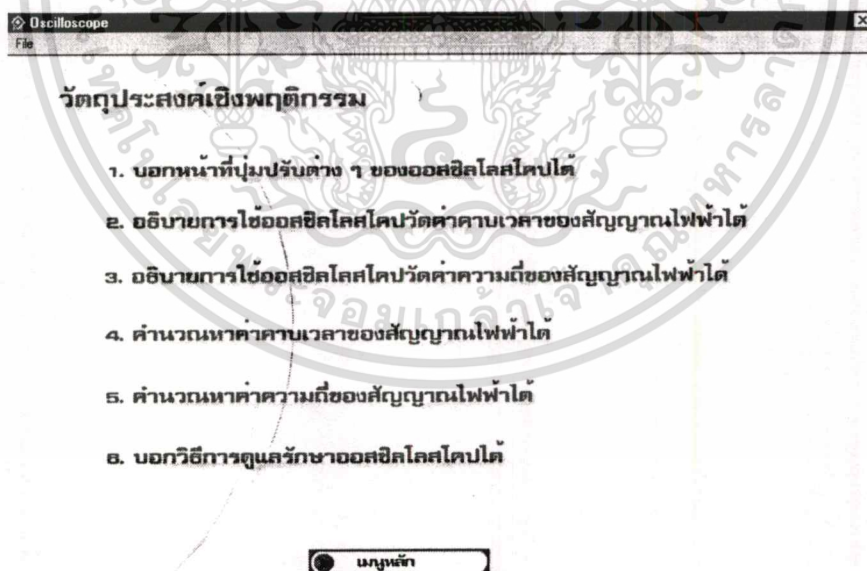 Oscilloscope
File
วัตถุประสงค์เชิงพฤติกรรม
1. บอกหน้าที่ปุ่มปรับต่าง ๆ ของออสซิลโลสโคปได้
2. อธิบายการใช้ออสซิลโลสโคปวัดค่าคาบเวลาของสัญญาณไฟฟ้าได้
3. อธิบายการใช้ออสซิลโลสโคปวัดค่าความถี่ของสัญญาณไฟฟ้าได้
4. คำนวณหาค่าคาบเวลาของสัญญาณไฟฟ้าได้
5. คำนวณหาค่าความถี่ของสัญญาณไฟฟ้าได้
6. บอกวิธีการดูแลรักษาออสซิลโลสโคปได้
เมนูหลัก